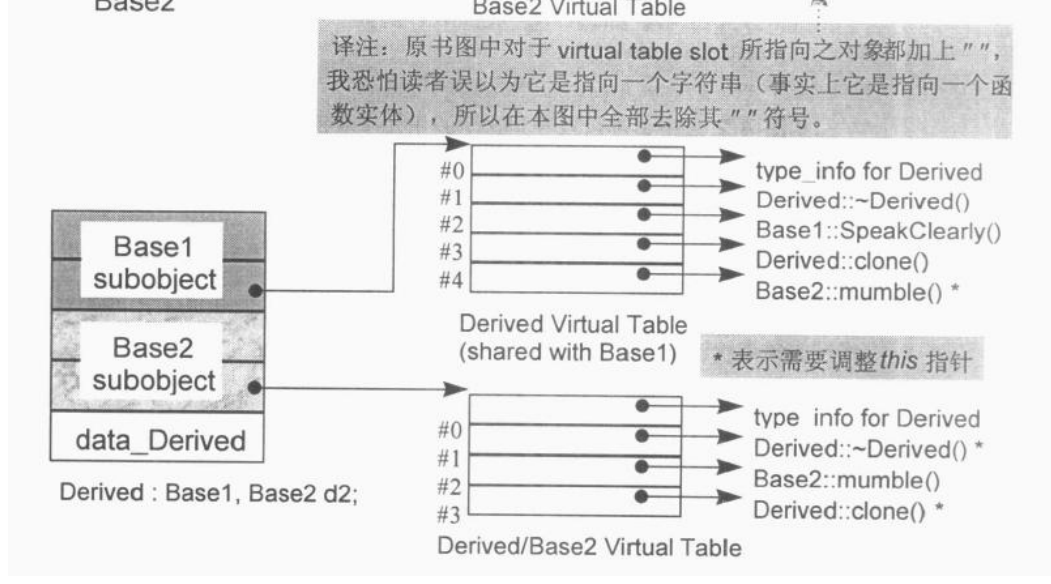 Base2
Base2 Virtual Table
译注：原书图中对于 virtual table slot 所指向之对象都加上 ″ ″，
我恐怕读者误以为它是指向一个字符串（事实上它是指向一个函
数实体），所以在本图中全部去除其 ″ ″ 符号。
#0
#1
#2
#3
#4
type_info for Derived
Derived::~Derived()
Base1::SpeakClearly()
Derived::clone()
Base2::mumble() *
Base1
subobject
Base2
subobject
data_Derived
Derived : Base1, Base2 d2;
Derived Virtual Table
(shared with Base1)
* 表示需要调整this 指针
#0
#1
#2
#3
type info for Derived
Derived::~Derived() *
Base2::mumble()
Derived::clone() *
Derived/Base2 Virtual Table